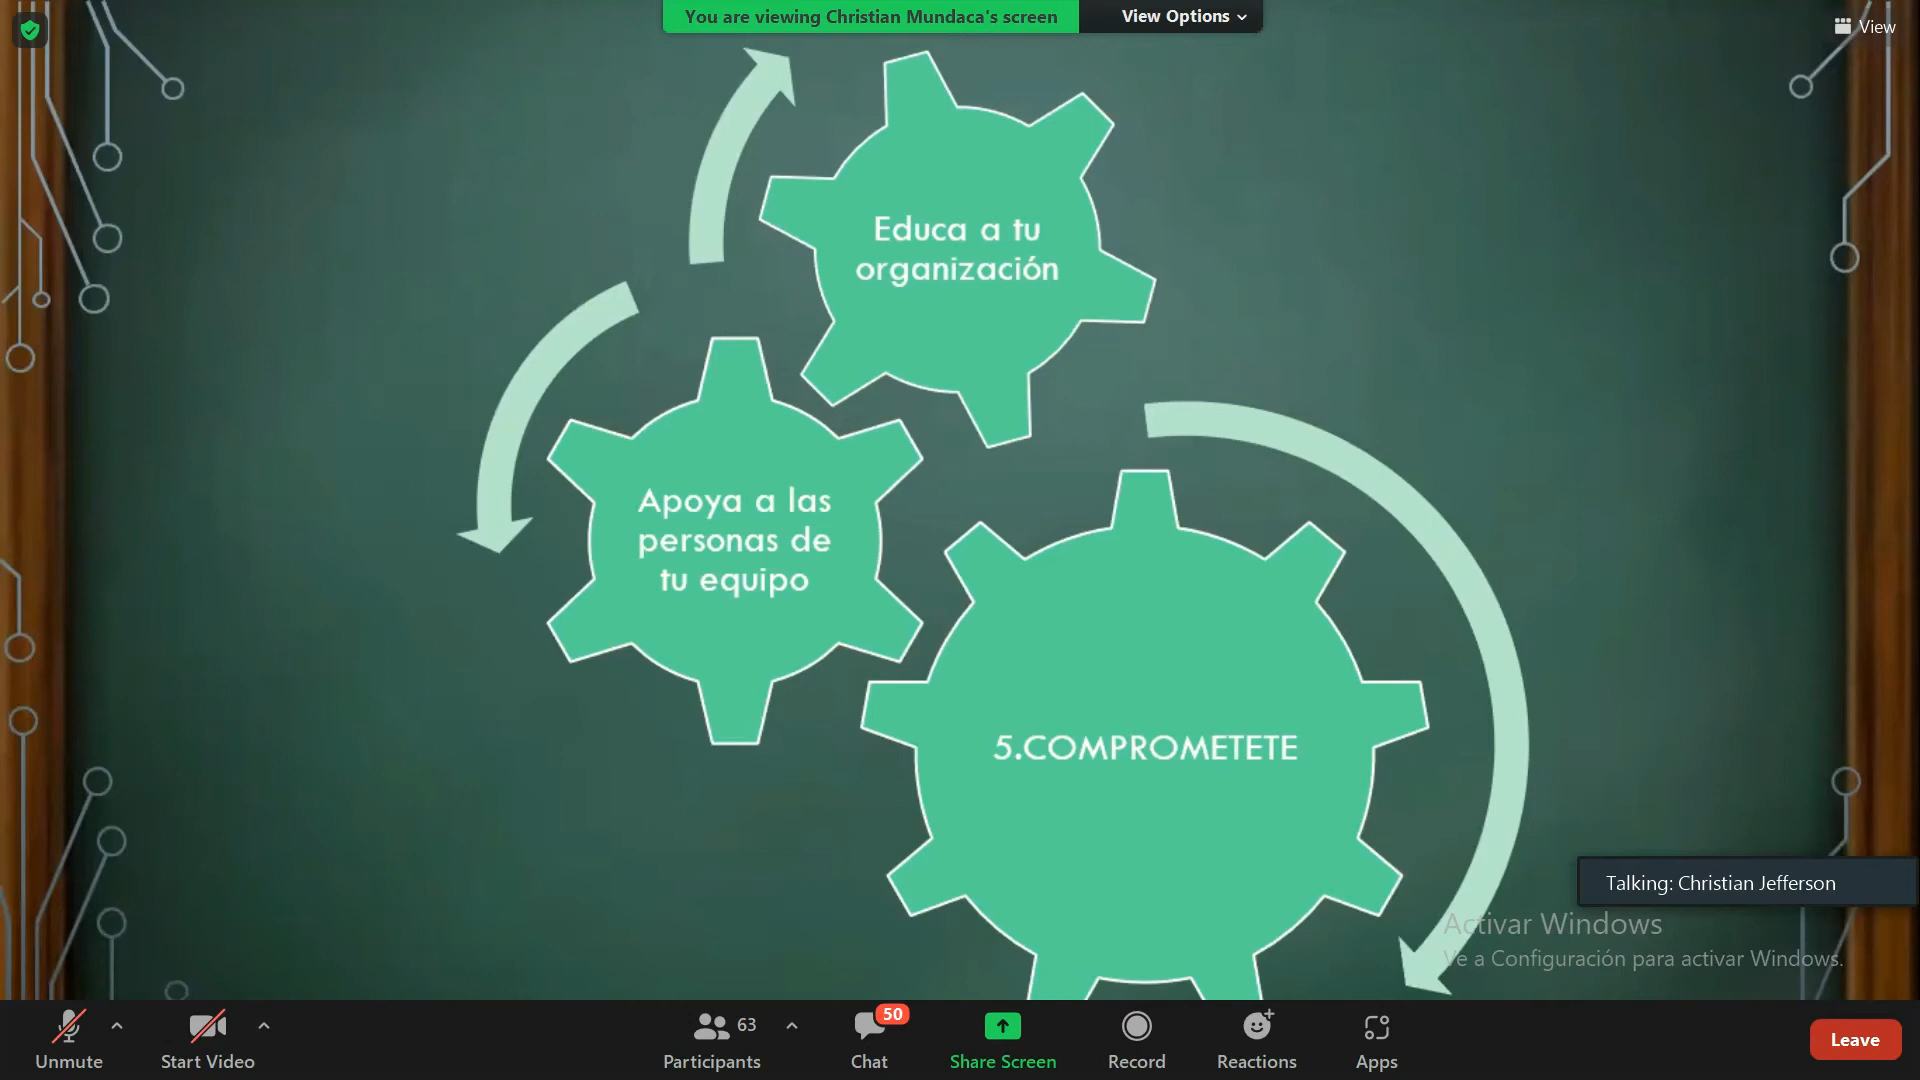 You are viewing Christian Mundaca's screen
View Options
View
Educa a tu
organización
Apoya a las
personas de
tu equipo
5.COMPROMETETE
Talking: Christian Jefferson
Activar Windows
Ve a Configuración para activar Windows.
Unmute
Start Video
63
Participants
50
Chat
Share Screen
Record
Reactions
Apps
Leave